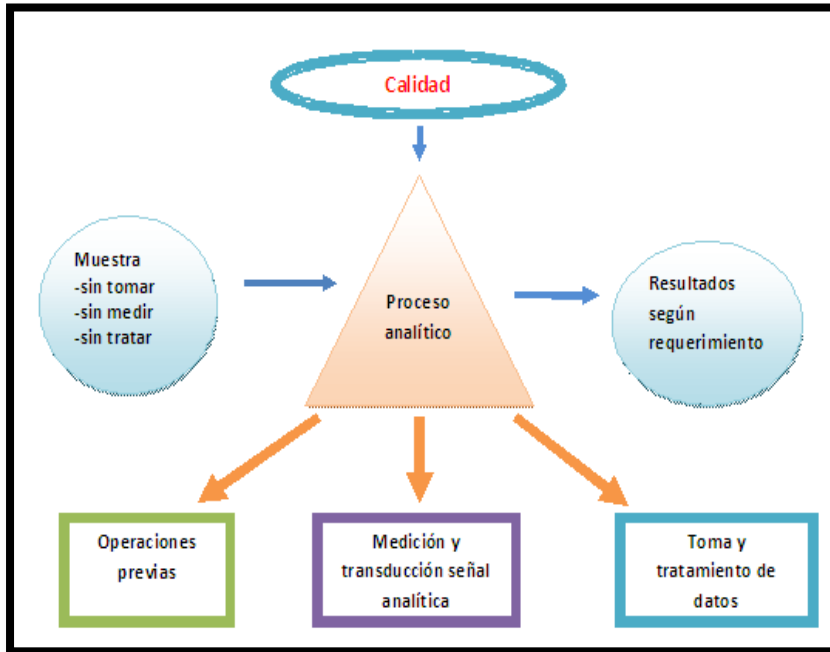 Calidad
Muestra
-sin tomar
-sin medir
-sin tratar
Proceso
analítico
Resultados
según
requerimiento
Operaciones
previas
Medición y
transducción señal
analítica
Toma y
tratamiento de
datos